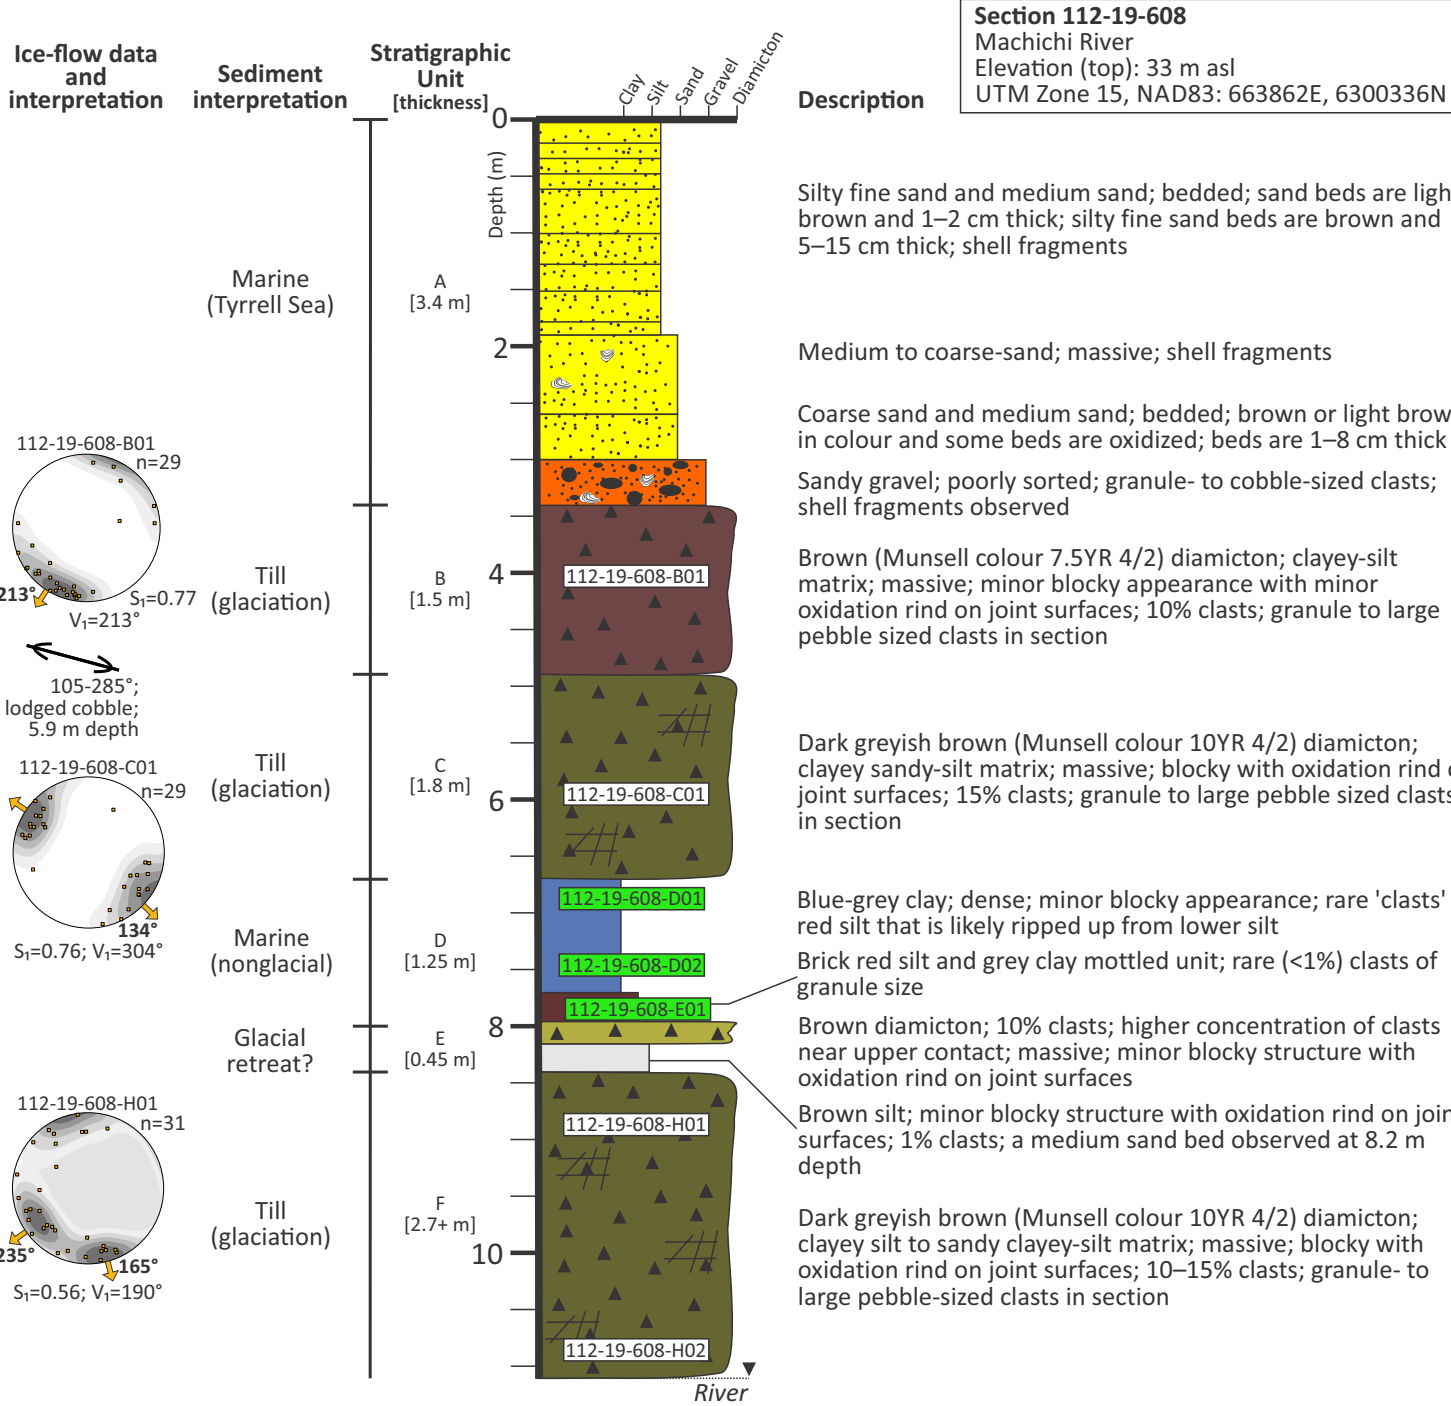 Section 112-19-608
Machichi River
Elevation (top): 33 m asl
UTM Zone 15, NAD83: 663862E, 6300336N
Ice-flow data
and
interpretation
Sediment
interpretation
Stratigraphic
Unit
[thickness]
Clay
Silt
Sand
Gravel
Diamicton
Description
Depth (m)
0
2
4
6
8
10
Marine
(Tyrrell Sea)
A
[3.4 m]
Silty fine sand and medium sand; bedded; sand beds are ligh
brown and 1–2 cm thick; silty fine sand beds are brown and
5–15 cm thick; shell fragments
Medium to coarse-sand; massive; shell fragments
Coarse sand and medium sand; bedded; brown or light brow
in colour and some beds are oxidized; beds are 1–8 cm thick
Sandy gravel; poorly sorted; granule- to cobble-sized clasts;
shell fragments observed
112-19-608-B01
n=29
213°
S₁=0.77
V₁=213°
Till
(glaciation)
B
[1.5 m]
112-19-608-B01
Brown (Munsell colour 7.5YR 4/2) diamicton; clayey-silt
matrix; massive; minor blocky appearance with minor
oxidation rind on joint surfaces; 10% clasts; granule to large
pebble sized clasts in section
105-285°;
lodged cobble;
5.9 m depth
112-19-608-C01
n=29
134°
S₁=0.76; V₁=304°
Till
(glaciation)
C
[1.8 m]
112-19-608-C01
Dark greyish brown (Munsell colour 10YR 4/2) diamicton;
clayey sandy-silt matrix; massive; blocky with oxidation rind o
joint surfaces; 15% clasts; granule to large pebble sized clasts
in section
Marine
(nonglacial)
D
[1.25 m]
112-19-608-D01
112-19-608-D02
112-19-608-E01
Blue-grey clay; dense; minor blocky appearance; rare 'clasts'
red silt that is likely ripped up from lower silt
Brick red silt and grey clay mottled unit; rare (<1%) clasts of
granule size
Glacial
retreat?
E
[0.45 m]
Brown diamicton; 10% clasts; higher concentration of clasts
near upper contact; massive; minor blocky structure with
oxidation rind on joint surfaces
Brown silt; minor blocky structure with oxidation rind on join
surfaces; 1% clasts; a medium sand bed observed at 8.2 m
depth
112-19-608-H01
n=31
235°
165°
S₁=0.56; V₁=190°
Till
(glaciation)
F
[2.7+ m]
112-19-608-H01
112-19-608-H02
Dark greyish brown (Munsell colour 10YR 4/2) diamicton;
clayey silt to sandy clayey-silt matrix; massive; blocky with
oxidation rind on joint surfaces; 10–15% clasts; granule- to
large pebble-sized clasts in section
River